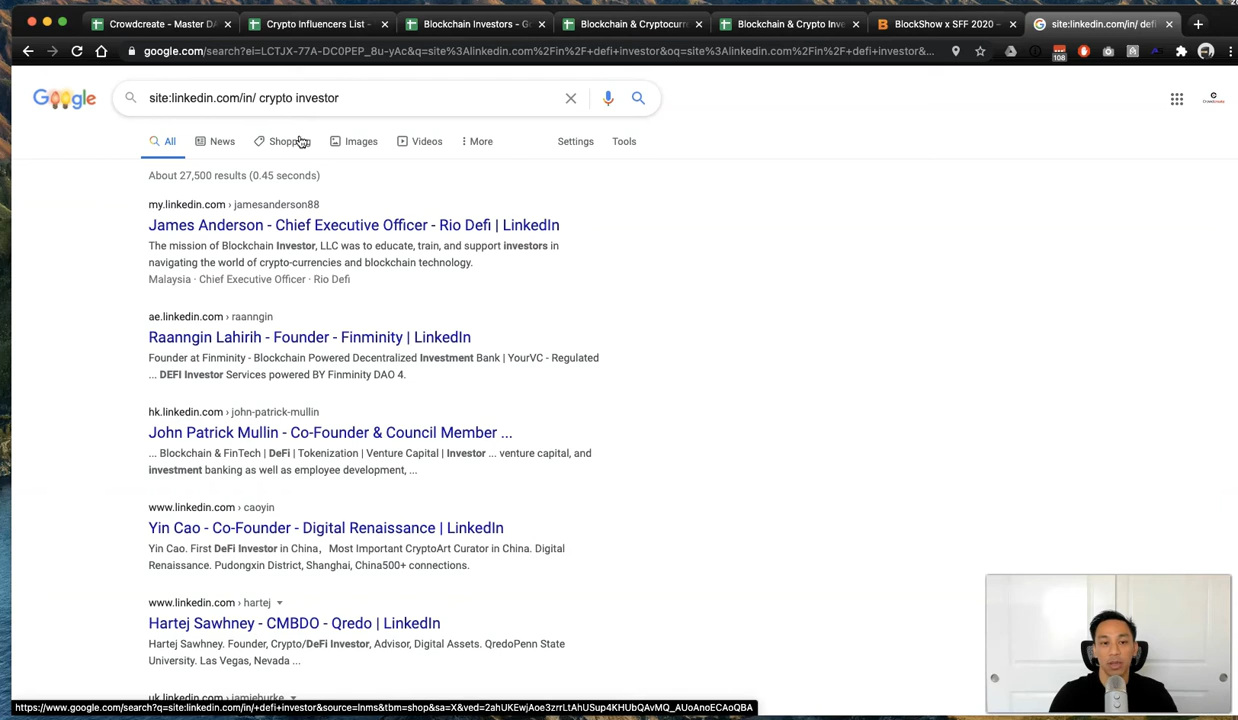 Crowdcreate - Master DA
Crypto Influencers List -
Blockchain Investors - Go
Blockchain & Cryptocurre
Blockchain & Crypto Inve
BlockShow x SFF 2020 -
site:linkedin.com/in/ defi
google.com/search?ei=LCTJX-77A-DC0PEP_8u-yAc&q=site%3Alinkedin.com%2Fin%2F+defi+investor&oq=site%3Alinkedin.com%2Fin%2F+defi+investor&...
108
Google
site:linkedin.com/in/ crypto investor
Crowdcreate
All
News
Shopping
Images
Videos
More
Settings
Tools
About 27,500 results (0.45 seconds)
my.linkedin.com › jamesanderson88
James Anderson - Chief Executive Officer - Rio Defi | LinkedIn
The mission of Blockchain Investor, LLC was to educate, train, and support investors in
navigating the world of crypto-currencies and blockchain technology.
Malaysia · Chief Executive Officer · Rio Defi
ae.linkedin.com › raanngin
Raanngin Lahirih - Founder - Finminity | LinkedIn
Founder at Finminity - Blockchain Powered Decentralized Investment Bank | YourVC - Regulated
... DEFI Investor Services powered BY Finminity DAO 4.
hk.linkedin.com › john-patrick-mullin
John Patrick Mullin - Co-Founder & Council Member ...
... Blockchain & FinTech | DeFi | Tokenization | Venture Capital | Investor ... venture capital, and
investment banking as well as employee development, ...
www.linkedin.com › caoyin
Yin Cao - Co-Founder - Digital Renaissance | LinkedIn
Yin Cao. First DeFi Investor in China， Most Important CryptoArt Curator in China. Digital
Renaissance. Pudongxin District, Shanghai, China500+ connections.
www.linkedin.com › hartej
Hartej Sawhney - CMBDO - Qredo | LinkedIn
Hartej Sawhney. Founder, Crypto/DeFi Investor, Advisor, Digital Assets. QredoPenn State
University. Las Vegas, Nevada ...
uk.linkedin.com › jamieburke
https://www.google.com/search?q=site:linkedin.com/in/+defi+investor&source=lnms&tbm=shop&sa=X&ved=2ahUKEwjAoe3zrrLtAhUSup4KHUbQAvMQ_AUoAnoECAoQBA